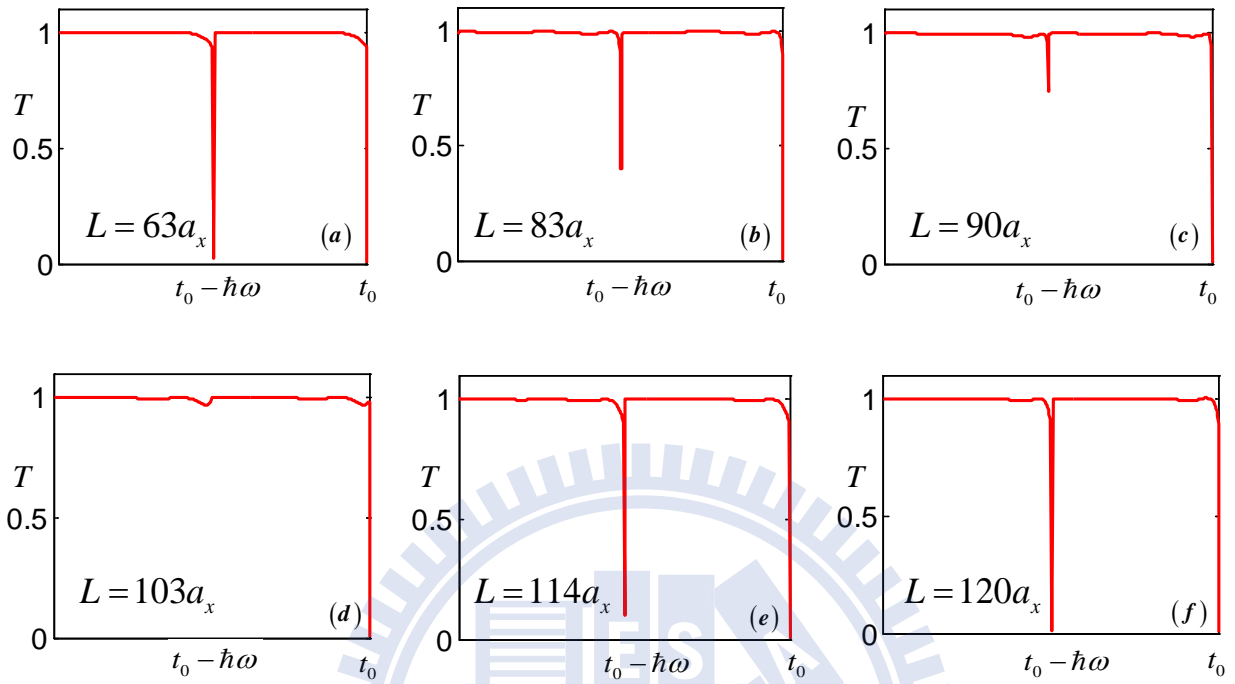 1
T
0.5
L = 63a_x
(a)
0
t_0 − ℏω
t_0
1
T
0.5
L = 83a_x
(b)
0
t_0 − ℏω
t_0
1
T
0.5
L = 90a_x
(c)
0
t_0 − ℏω
t_0
1
T
0.5
L = 103a_x
(d)
0
t_0 − ℏω
t_0
1
T
0.5
L = 114a_x
(e)
0
t_0 − ℏω
t_0
1
T
0.5
L = 120a_x
(f)
0
t_0 − ℏω
t_0
ESA